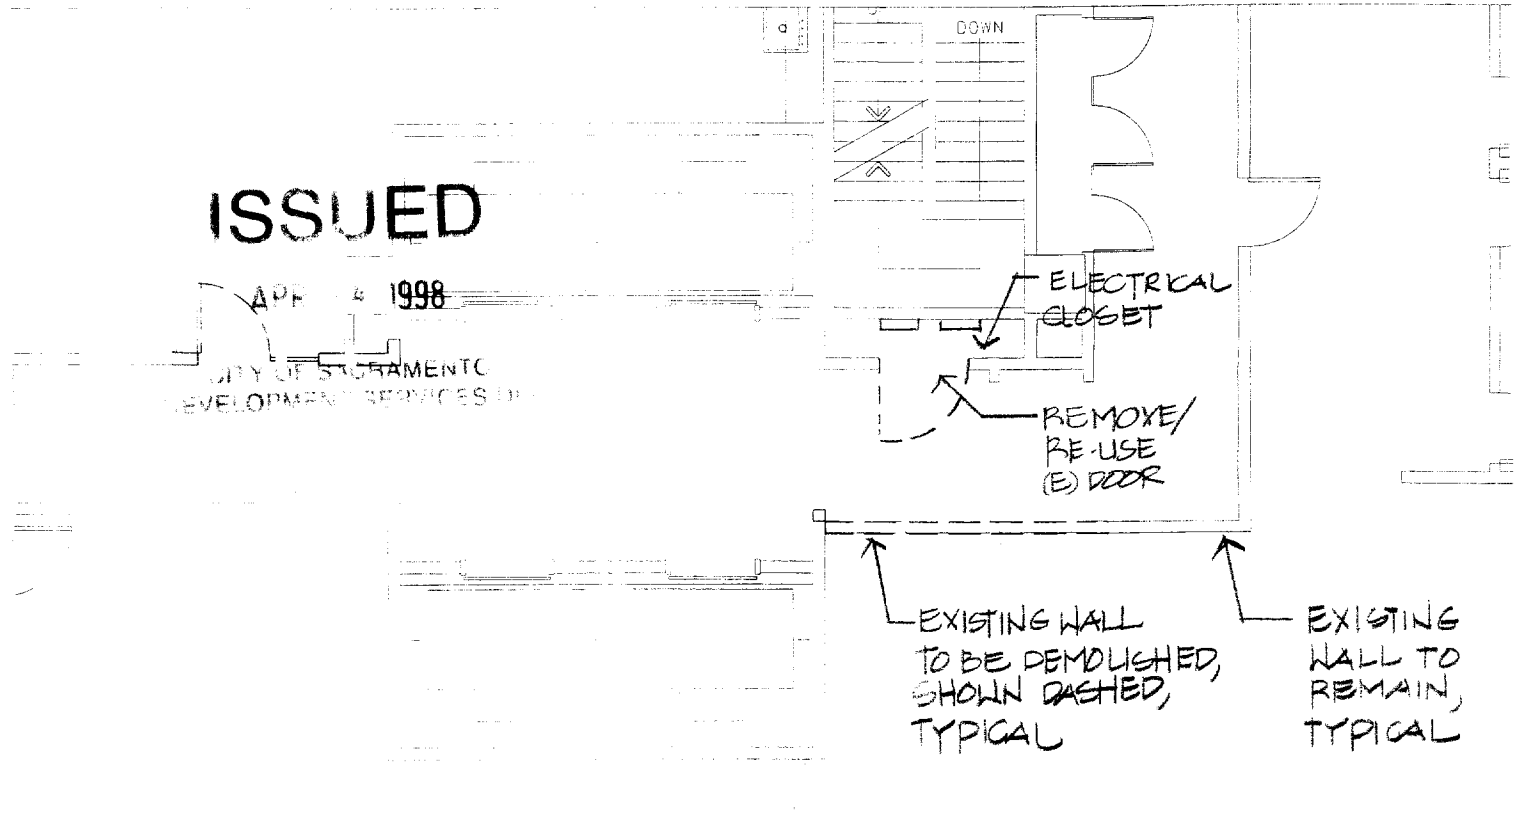 DOWN
a
ISSUED
1998
ELECTRICAL
CLOSET
CITY OF SACRAMENTO
REMOVE/
RE-USE
(E) DOOR
EXISTING WALL
TO BE DEMOLISHED,
SHOWN DASHED,
TYPICAL
EXISTING
WALL TO
REMAIN,
TYPICAL